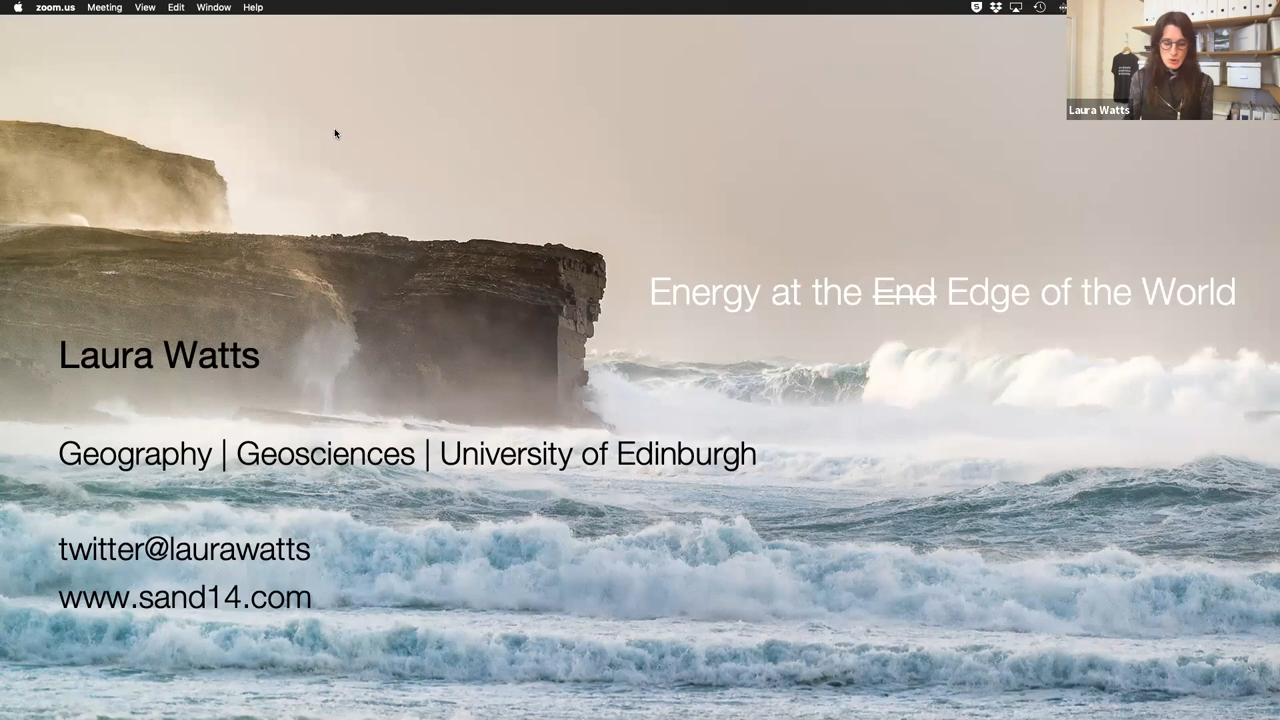 zoom.us Meeting View Edit Window Help
Laura Watts
Energy at the End Edge of the World
Laura Watts
Geography | Geosciences | University of Edinburgh
twitter@laurawatts
www.sand14.com